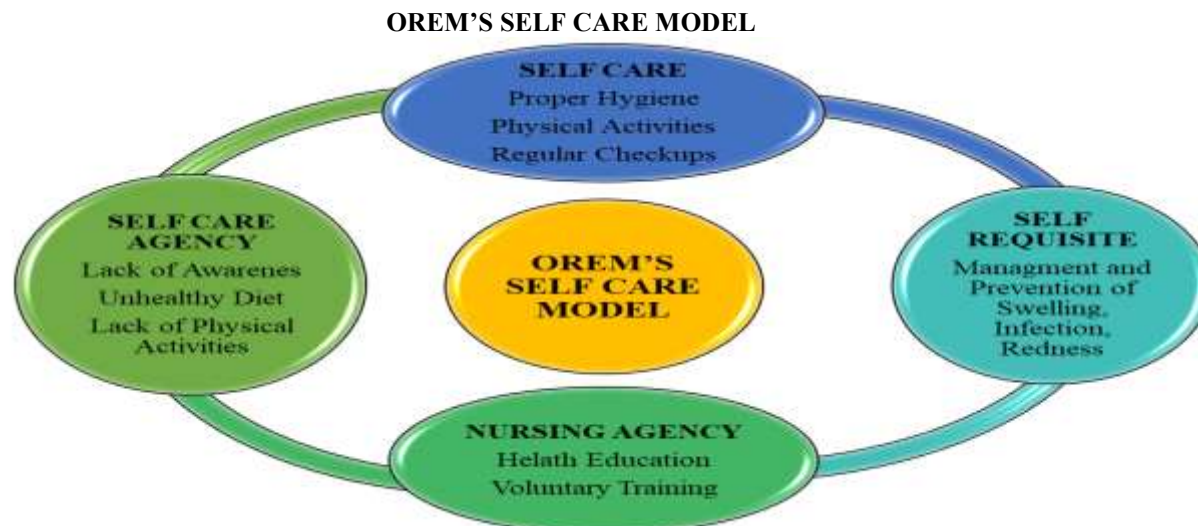 OREM’S SELF CARE MODEL
SELF CARE
Proper Hygiene
Physical Activities
Regular Checkups
SELF CARE
AGENCY
Lack of Awarenes
Unhealthy Diet
Lack of Physical
Activities
OREM'S
SELF CARE
MODEL
SELF
REQUISITE
Managment and
Prevention of
Swelling,
Infection,
Redness
NURSING AGENCY
Helath Education
Voluntary Training